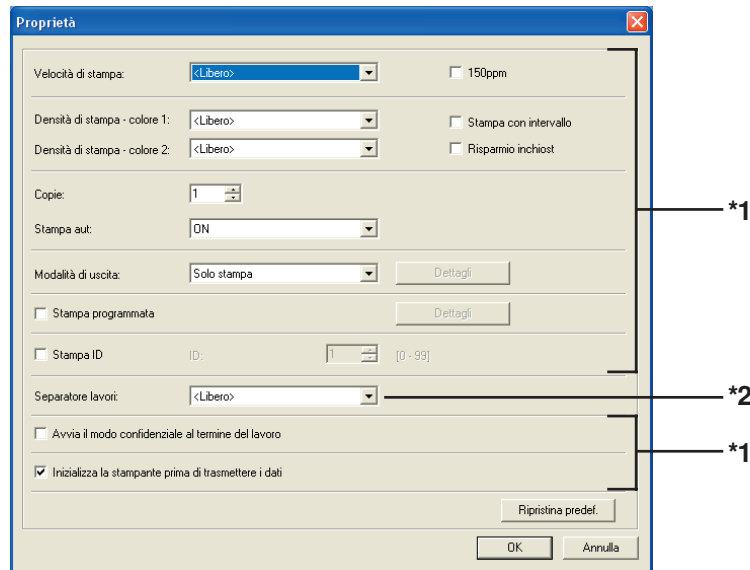 Proprietà
Velocità di stampa: <Libero> 150ppm
Densità di stampa - colore 1: <Libero> Stampa con intervallo
Densità di stampa - colore 2: <Libero> Risparmio inchiost
Copie: 1
*1
Stampa aut: ON
Modalità di uscita: Solo stampa Dettagli
Stampa programmata Dettagli
Stampa ID ID: 1 [0 - 99]
Separatore lavori: <Libero> *2
Avvia il modo confidenziale al termine del lavoro
*1
Inizializza la stampante prima di trasmettere i dati
Ripristina predef.
OK Annulla